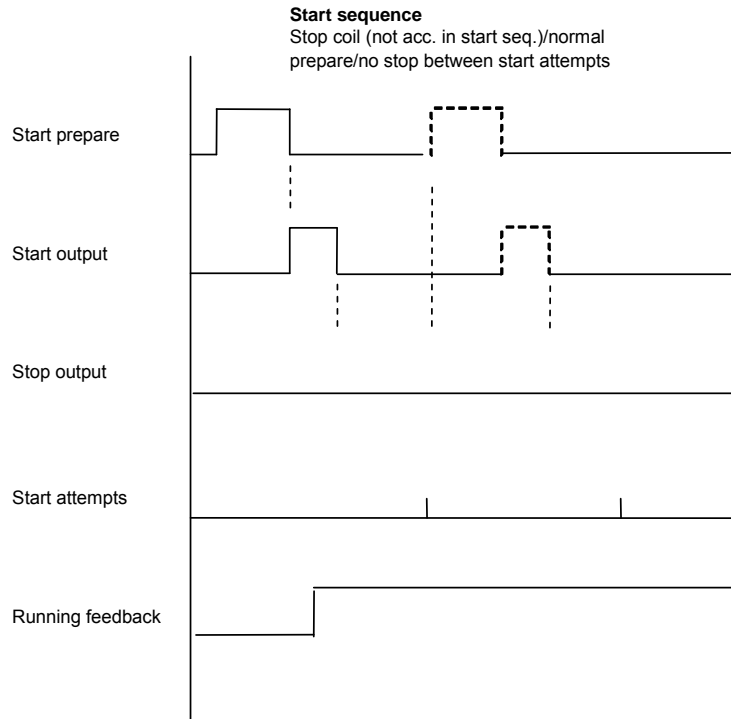 Start sequence
Stop coil (not acc. in start seq.)/normal
prepare/no stop between start attempts
Start prepare
Start output
Stop output
Start attempts
Running feedback